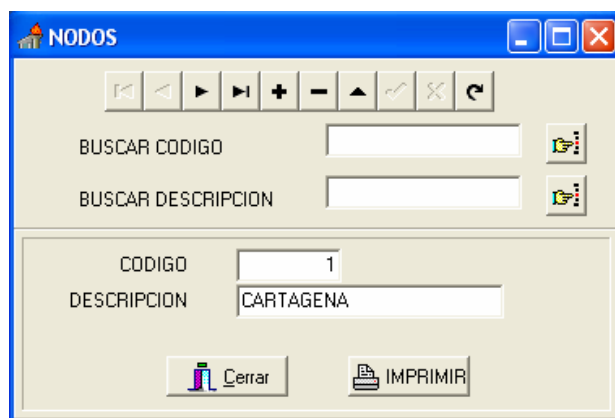 NODOS
BUSCAR CODIGO
BUSCAR DESCRIPCION
CODIGO 1
DESCRIPCION CARTAGENA
Cerrar IMPRIMIR